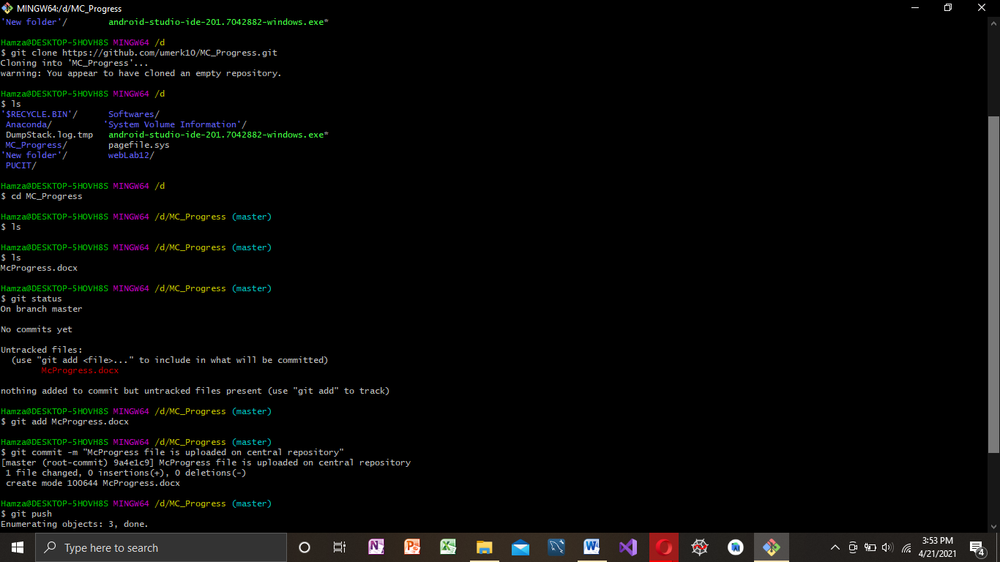 MINGW64:/d/MC_Progress
'New folder'/ android-studio-ide-201.7042882-windows.exe*
Hamza@DESKTOP-5HOVH8S MINGW64 /d
$ git clone https://github.com/umerk10/MC_Progress.git
Cloning into 'MC_Progress'...
warning: You appear to have cloned an empty repository.
Hamza@DESKTOP-5HOVH8S MINGW64 /d
$ ls
'$RECYCLE.BIN'/ Softwares/
Anaconda/ 'System Volume Information'/
DumpStack.log.tmp android-studio-ide-201.7042882-windows.exe*
MC_Progress/ pagefile.sys
'New folder'/ webLab12/
PUCIT/
Hamza@DESKTOP-5HOVH8S MINGW64 /d
$ cd MC_Progress
Hamza@DESKTOP-5HOVH8S MINGW64 /d/MC_Progress (master)
$ ls
Hamza@DESKTOP-5HOVH8S MINGW64 /d/MC_Progress (master)
$ ls
McProgress.docx
Hamza@DESKTOP-5HOVH8S MINGW64 /d/MC_Progress (master)
$ git status
On branch master
No commits yet
Untracked files:
(use "git add <file>..." to include in what will be committed)
McProgress.docx
nothing added to commit but untracked files present (use "git add" to track)
Hamza@DESKTOP-5HOVH8S MINGW64 /d/MC_Progress (master)
$ git add McProgress.docx
Hamza@DESKTOP-5HOVH8S MINGW64 /d/MC_Progress (master)
$ git commit -m "McProgress file is uploaded on central repository"
[master (root-commit) 9a4e1c9] McProgress file is uploaded on central repository
1 file changed, 0 insertions(+), 0 deletions(-)
create mode 100644 McProgress.docx
Hamza@DESKTOP-5HOVH8S MINGW64 /d/MC_Progress (master)
$ git push
Enumerating objects: 3, done.
Type here to search
3:53 PM
4/21/2021
4